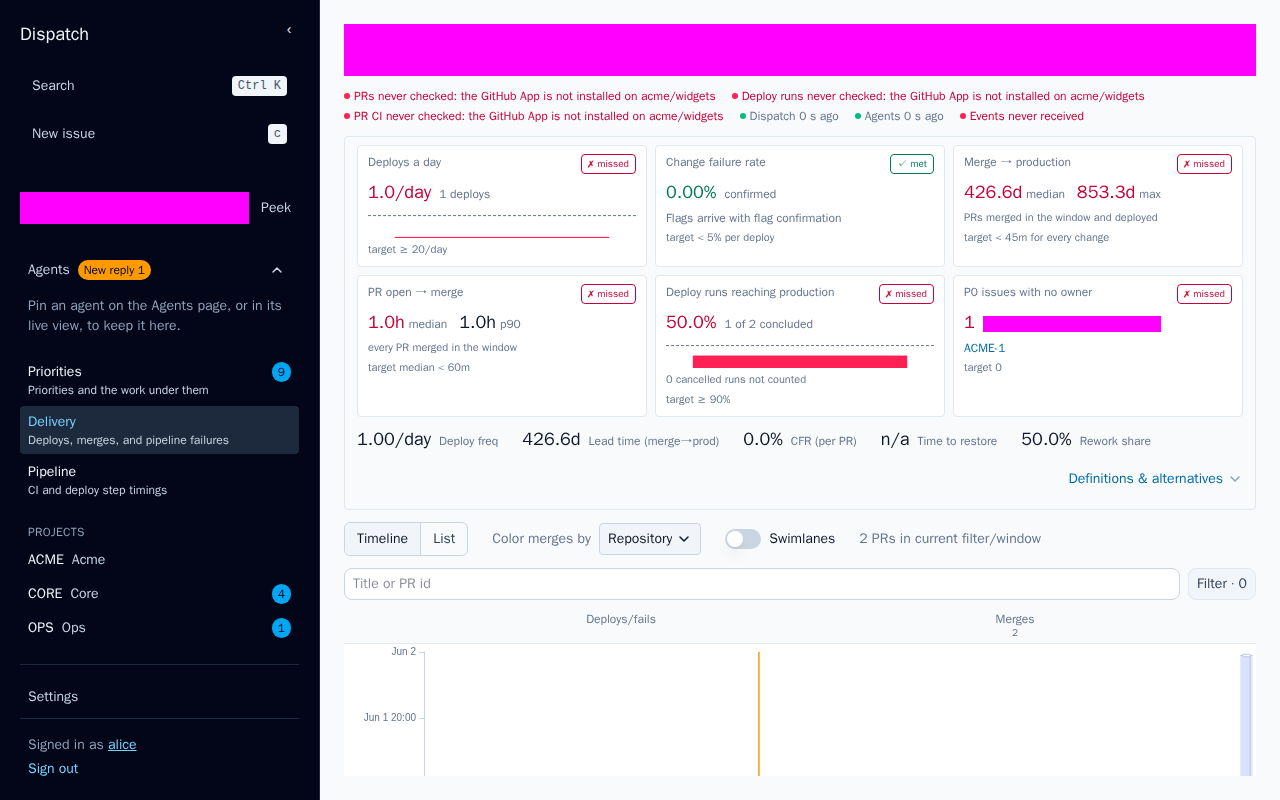 Dispatch
Search Ctrl K
New issue c
Peek
Agents New reply 1
Pin an agent on the Agents page, or in its
live view, to keep it here.
Priorities 9
Priorities and the work under them
Delivery
Deploys, merges, and pipeline failures
Pipeline
CI and deploy step timings
PROJECTS
ACME Acme
CORE Core 4
OPS Ops 1
Settings
Signed in as alice
Sign out
PRs never checked: the GitHub App is not installed on acme/widgets Deploy runs never checked: the GitHub App is not installed on acme/widgets
PR CI never checked: the GitHub App is not installed on acme/widgets Dispatch 0 s ago Agents 0 s ago Events never received
Deploys a day ✗ missed
1.0/day 1 deploys
target ≥ 20/day
Change failure rate ✓ met
0.00% confirmed
Flags arrive with flag confirmation
target < 5% per deploy
Merge → production ✗ missed
426.6d median 853.3d max
PRs merged in the window and deployed
target < 45m for every change
PR open → merge ✗ missed
1.0h median 1.0h p90
every PR merged in the window
target median < 60m
Deploy runs reaching production ✗ missed
50.0% 1 of 2 concluded
0 cancelled runs not counted
target ≥ 90%
P0 issues with no owner ✗ missed
1
ACME-1
target 0
1.00/day Deploy freq 426.6d Lead time (merge→prod) 0.0% CFR (per PR) n/a Time to restore 50.0% Rework share
Definitions & alternatives
Timeline List Color merges by Repository Swimlanes 2 PRs in current filter/window
Title or PR id Filter · 0
Deploys/fails Merges
2
Jun 2
Jun 1 20:00